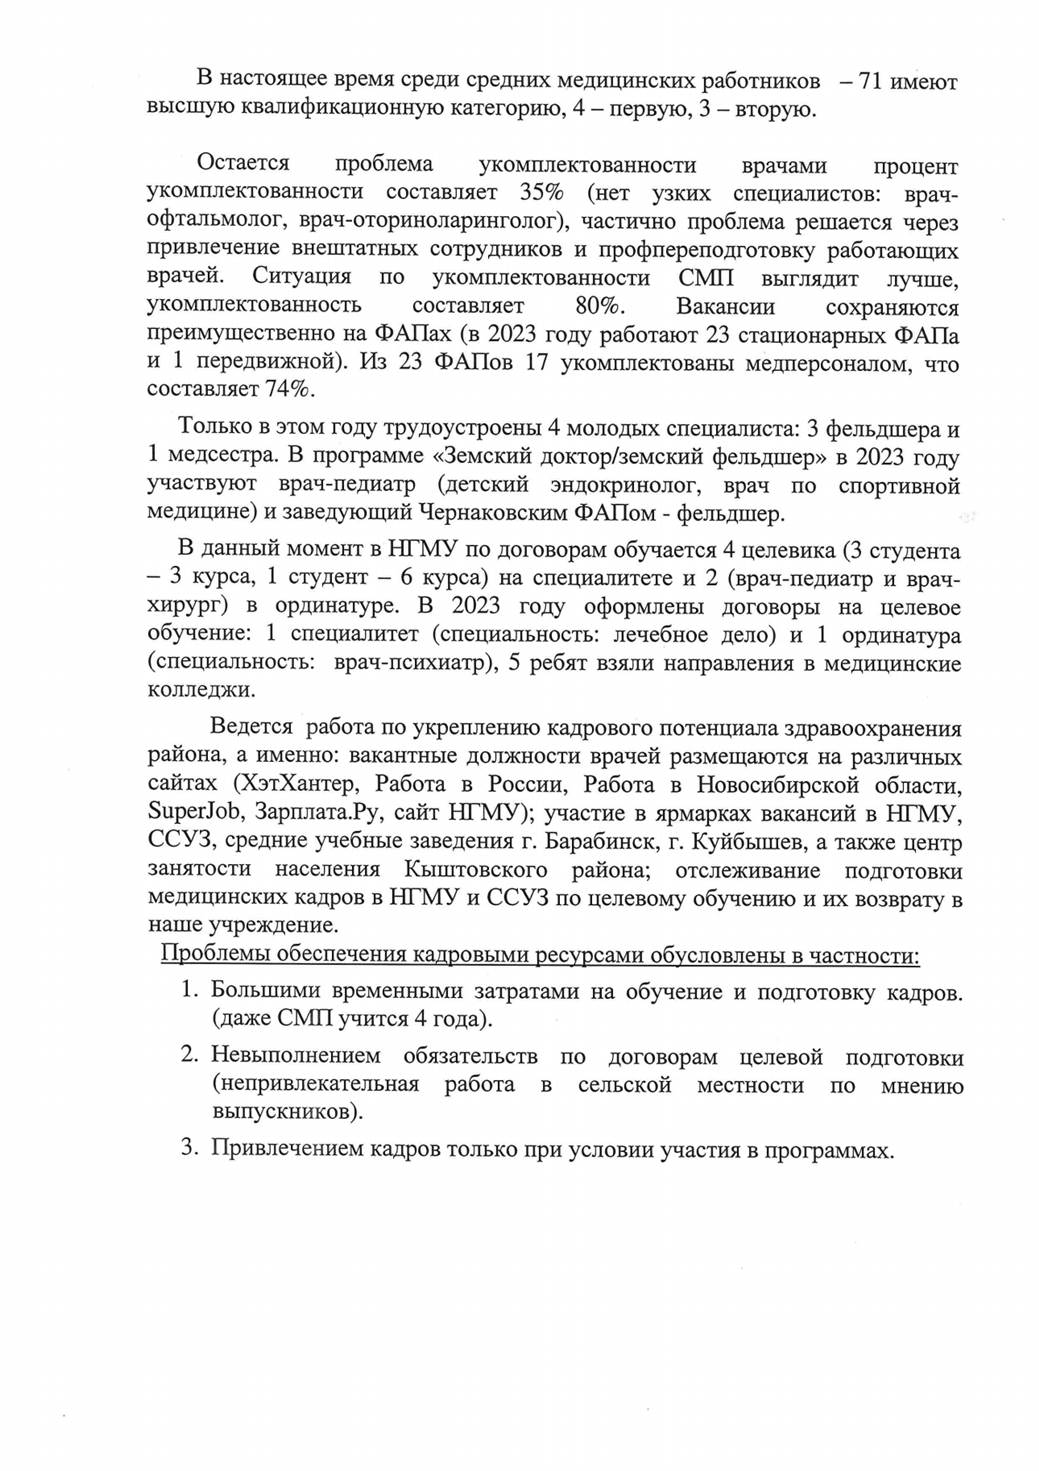 В настоящее время среди средних медицинских работников – 71 имеют
высшую квалификационную категорию, 4 – первую, 3 – вторую.
Остается проблема укомплектованности врачами процент
укомплектованности составляет 35% (нет узких специалистов: врач-
офтальмолог, врач-оториноларинголог), частично проблема решается через
привлечение внештатных сотрудников и профпереподготовку работающих
врачей. Ситуация по укомплектованности СМП выглядит лучше,
укомплектованность составляет 80%. Вакансии сохраняются
преимущественно на ФАПах (в 2023 году работают 23 стационарных ФАПа
и 1 передвижной). Из 23 ФАПов 17 укомплектованы медперсоналом, что
составляет 74%.
Только в этом году трудоустроены 4 молодых специалиста: 3 фельдшера и
1 медсестра. В программе «Земский доктор/земский фельдшер» в 2023 году
участвуют врач-педиатр (детский эндокринолог, врач по спортивной
медицине) и заведующий Чернаковским ФАПом - фельдшер.
В данный момент в НГМУ по договорам обучается 4 целевика (3 студента
– 3 курса, 1 студент – 6 курса) на специалитете и 2 (врач-педиатр и врач-
хирург) в ординатуре. В 2023 году оформлены договоры на целевое
обучение: 1 специалитет (специальность: лечебное дело) и 1 ординатура
(специальность: врач-психиатр), 5 ребят взяли направления в медицинские
колледжи.
Ведется работа по укреплению кадрового потенциала здравоохранения
района, а именно: вакантные должности врачей размещаются на различных
сайтах (ХэтХантер, Работа в России, Работа в Новосибирской области,
SuperJob, Зарплата.Ру, сайт НГМУ); участие в ярмарках вакансий в НГМУ,
ССУЗ, средние учебные заведения г. Барабинск, г. Куйбышев, а также центр
занятости населения Кыштовского района; отслеживание подготовки
медицинских кадров в НГМУ и ССУЗ по целевому обучению и их возврату в
наше учреждение.
Проблемы обеспечения кадровыми ресурсами обусловлены в частности:
1. Большими временными затратами на обучение и подготовку кадров.
(даже СМП учится 4 года).
2. Невыполнением обязательств по договорам целевой подготовки
(непривлекательная работа в сельской местности по мнению
выпускников).
3. Привлечением кадров только при условии участия в программах.